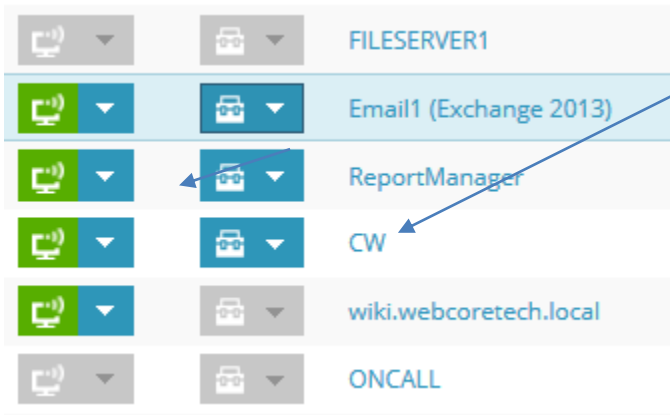 FILESERVER1
Email1 (Exchange 2013)
ReportManager
CW
wiki.webcoretech.local
ONCALL